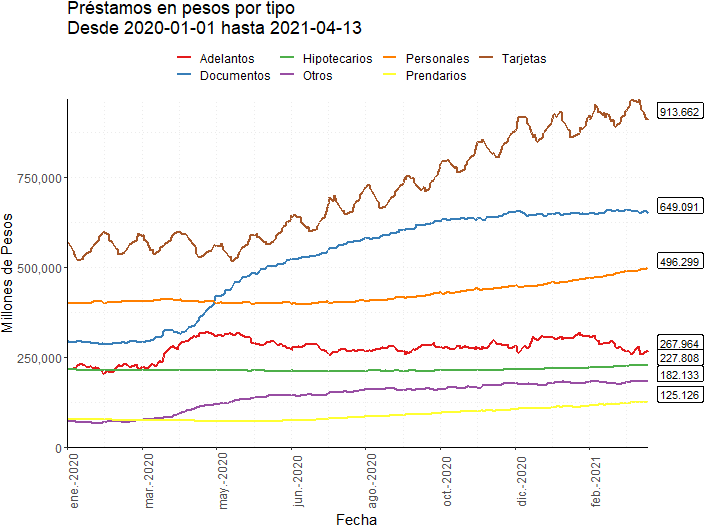 Préstamos en pesos por tipo
Desde 2020-01-01 hasta 2021-04-13
Adelantos Hipotecarios Personales Tarjetas
Documentos Otros Prendarios
Millones de Pesos
750,000
500,000
250,000
0
913.662
649.091
496.299
267.964
227.808
182.133
125.126
ene.-2020 mar.-2020 may.-2020 jun.-2020 ago.-2020 oct.-2020 dic.-2020 feb.-2021
Fecha